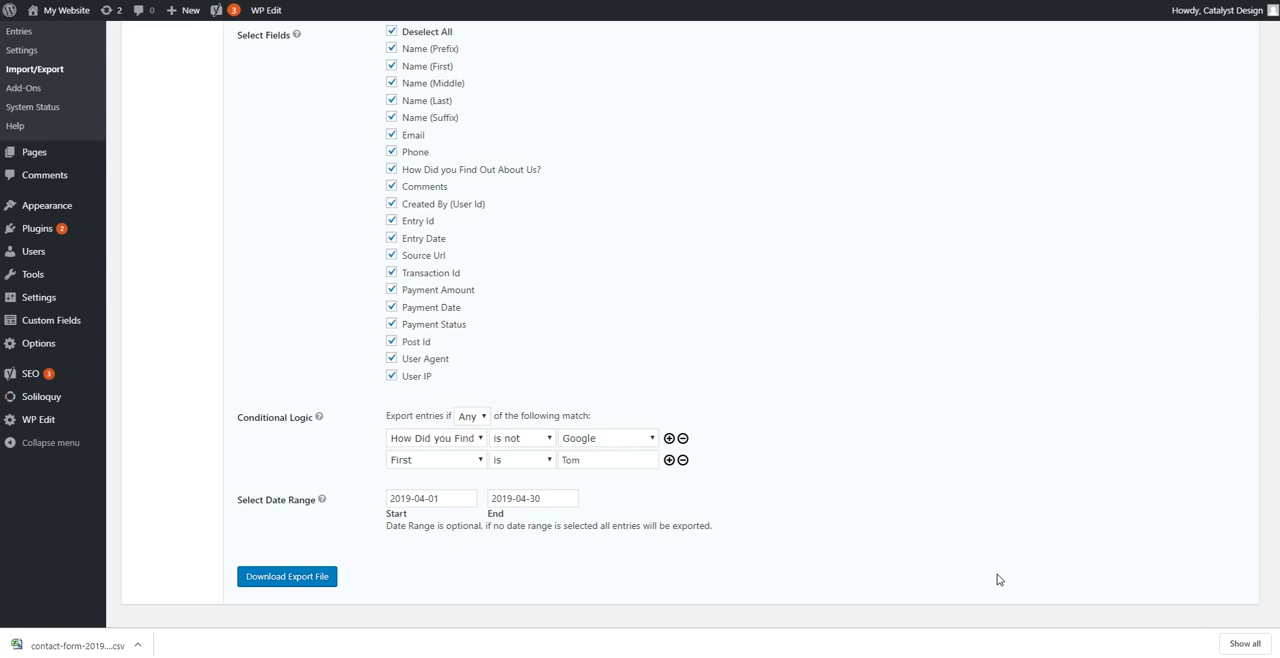 My Website 2 0 New 3 WP Edit Howdy, Catalyst Design
Entries
Settings
Import/Export
Add-Ons
System Status
Help
Pages
Comments
Appearance
Plugins 2
Users
Tools
Settings
Custom Fields
Options
SEO 3
Soliloquy
WP Edit
Collapse menu
Select Fields ?
Deselect All
Name (Prefix)
Name (First)
Name (Middle)
Name (Last)
Name (Suffix)
Email
Phone
How Did you Find Out About Us?
Comments
Created By (User Id)
Entry Id
Entry Date
Source Url
Transaction Id
Payment Amount
Payment Date
Payment Status
Post Id
User Agent
User IP
Conditional Logic ? Export entries if Any of the following match:
How Did you Find is not Google
First is Tom
Select Date Range ? 2019-04-01 2019-04-30
Start End
Date Range is optional, if no date range is selected all entries will be exported.
Download Export File
contact-form-2019....csv Show all